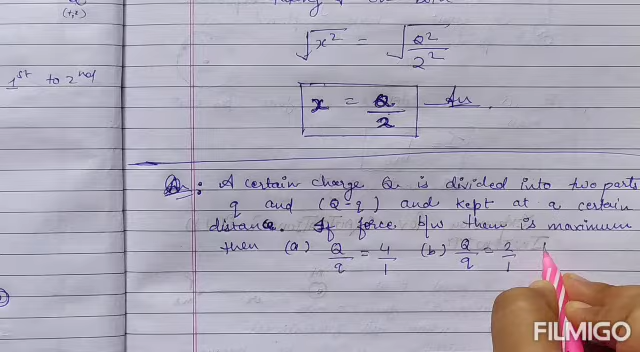 √x² = √Q²/2²
x = Q/2 Ans.
1st to 2nd
Q: A certain charge Q is divided into two parts
q and (Q-q) and kept at a certain
distance. If force b/w them is maximum
then (a) Q/q = 4/1 (b) Q/q = 2/1
FILMIGO